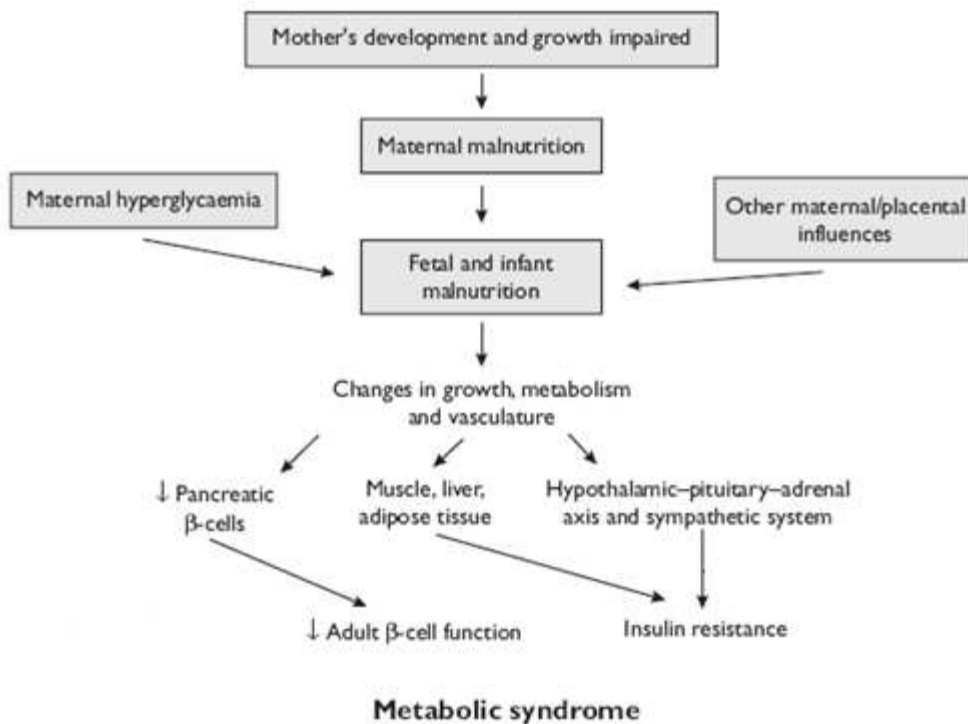 Mother's development and growth impaired
Maternal malnutrition
Maternal hyperglycaemia
Other maternal/placental
influences
Fetal and infant
malnutrition
Changes in growth, metabolism
and vasculature
↓ Pancreatic
β-cells
Muscle, liver,
adipose tissue
Hypothalamic–pituitary–adrenal
axis and sympathetic system
↓ Adult β-cell function
Insulin resistance
Metabolic syndrome